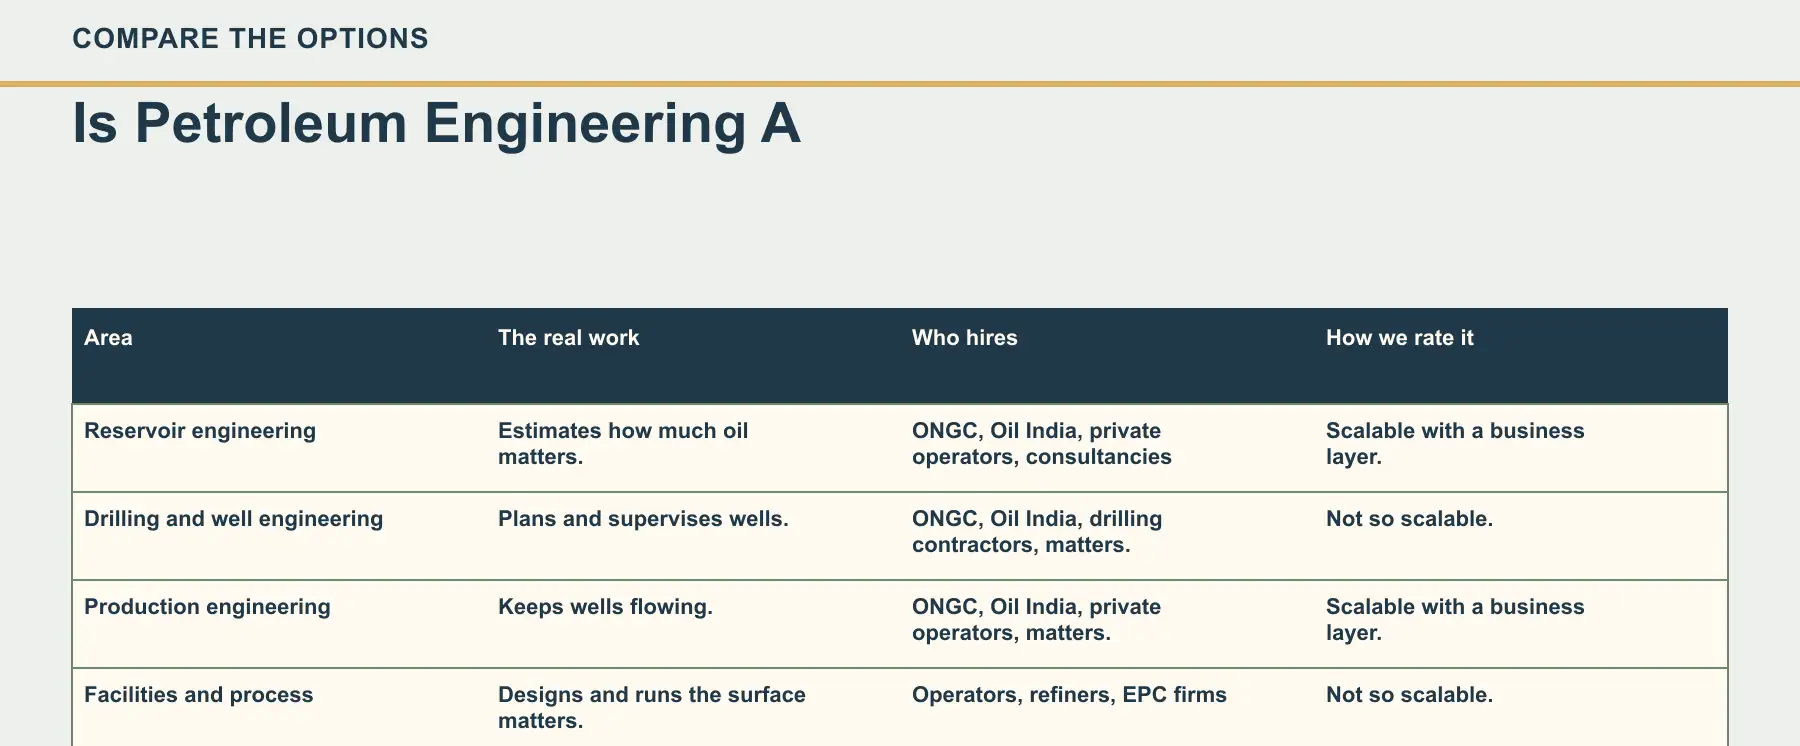 COMPARE THE OPTIONS
Is Petroleum Engineering A
Area The real work Who hires How we rate it
Reservoir engineering Estimates how much oil ONGC, Oil India, private Scalable with a business
matters. operators, consultancies layer.
Drilling and well engineering Plans and supervises wells. ONGC, Oil India, drilling Not so scalable.
contractors, matters.
Production engineering Keeps wells flowing. ONGC, Oil India, private Scalable with a business
operators, matters. layer.
Facilities and process Designs and runs the surface Operators, refiners, EPC firms Not so scalable.
matters.